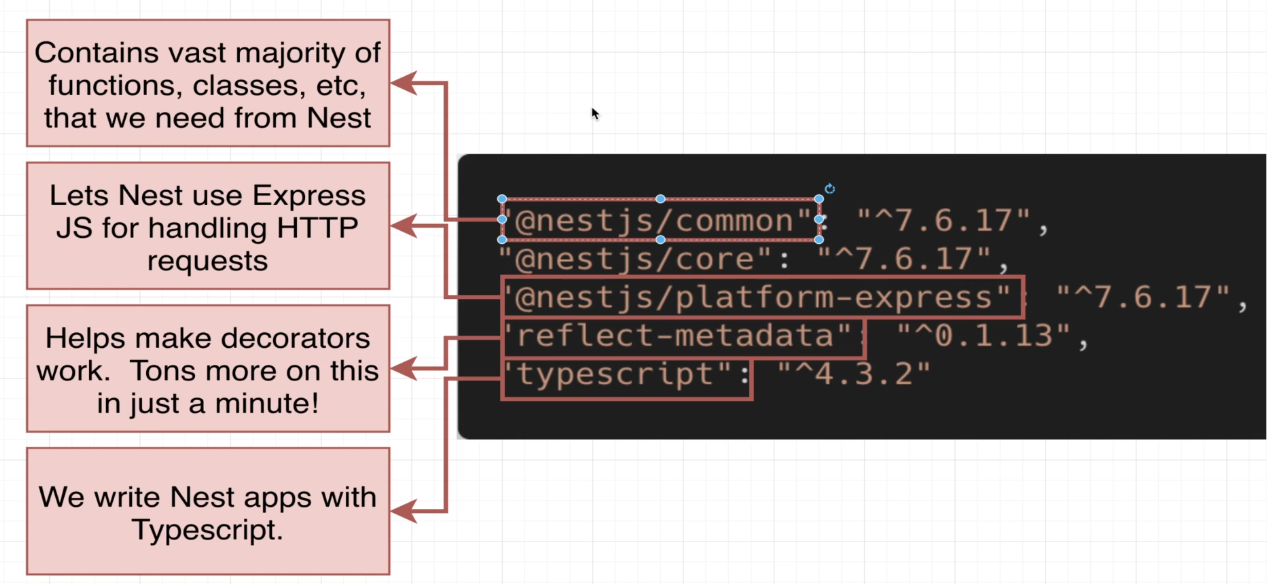 Contains vast majority of
functions, classes, etc,
that we need from Nest
Lets Nest use Express
JS for handling HTTP
requests
Helps make decorators
work.  Tons more on this
in just a minute!
We write Nest apps with
Typescript.
"@nestjs/common": "^7.6.17",
"@nestjs/core": "^7.6.17",
"@nestjs/platform-express": "^7.6.17",
"reflect-metadata": "^0.1.13",
"typescript": "^4.3.2"